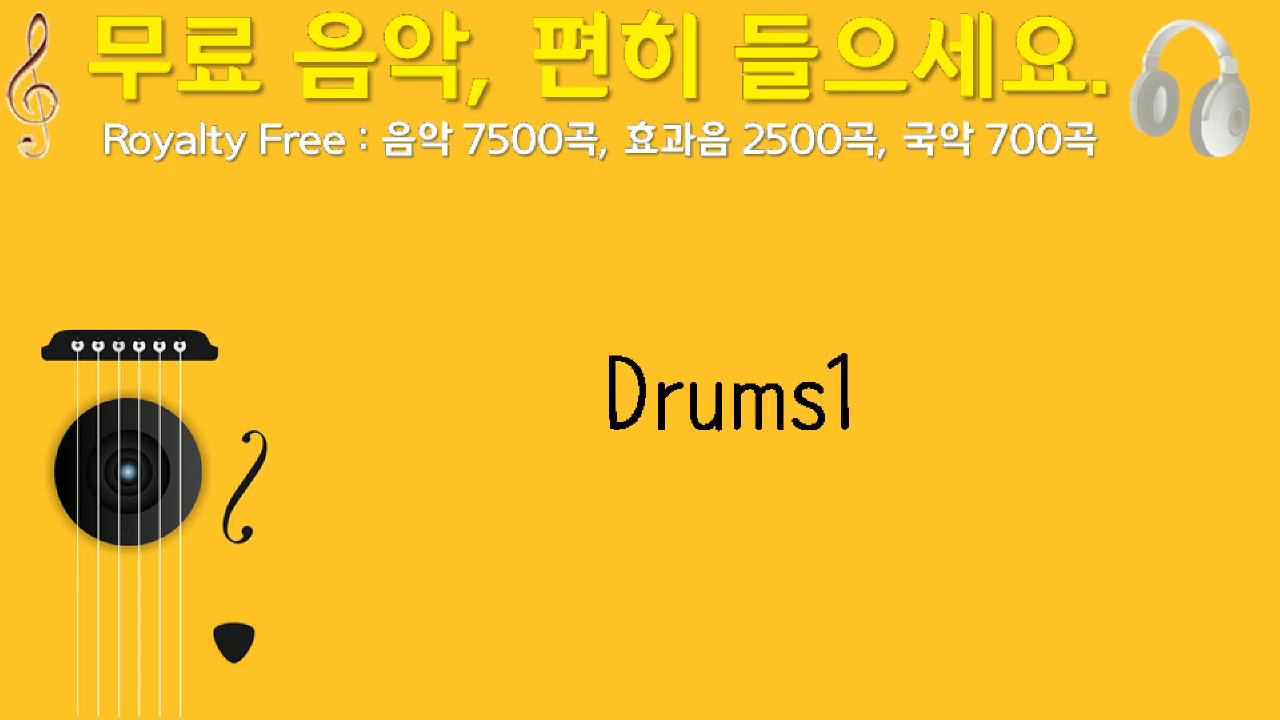 무료 음악, 편히 들으세요.
Royalty Free : 음악 7500곡, 효과음 2500곡, 국악 700곡
Drums1